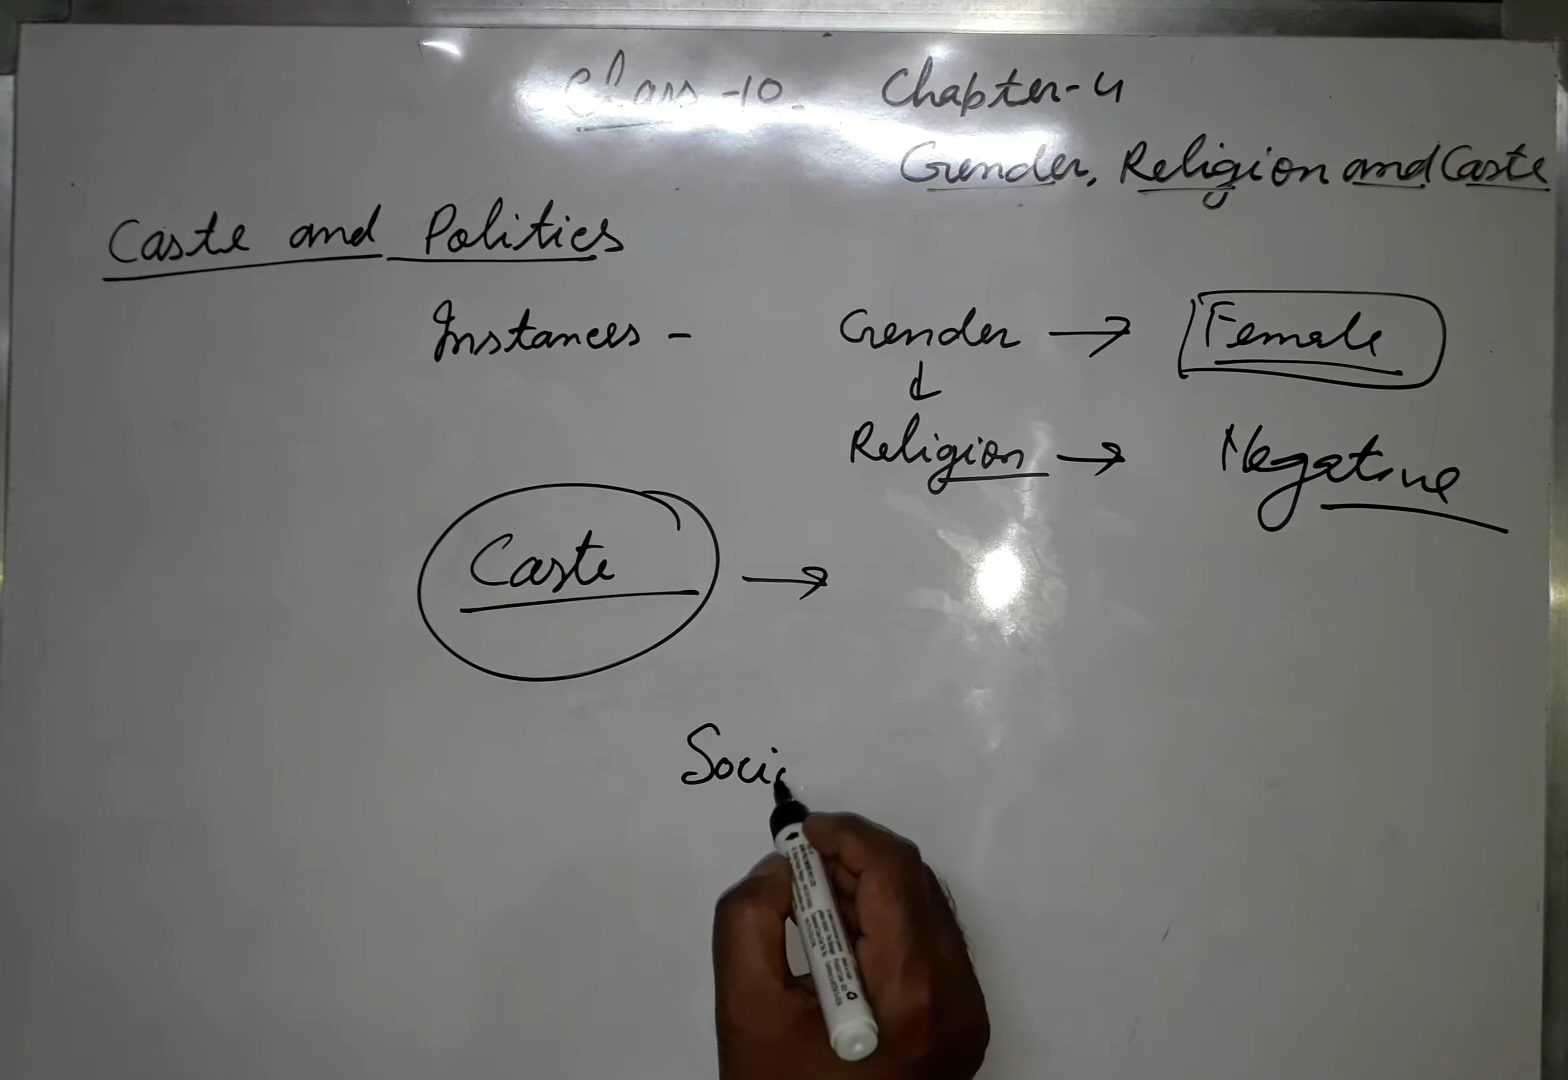 Class-10. Chapter-4
Gender, Religion and Caste
Caste and Politics
Instances - Gender → Female
Religion → Negative
Caste →
Soci